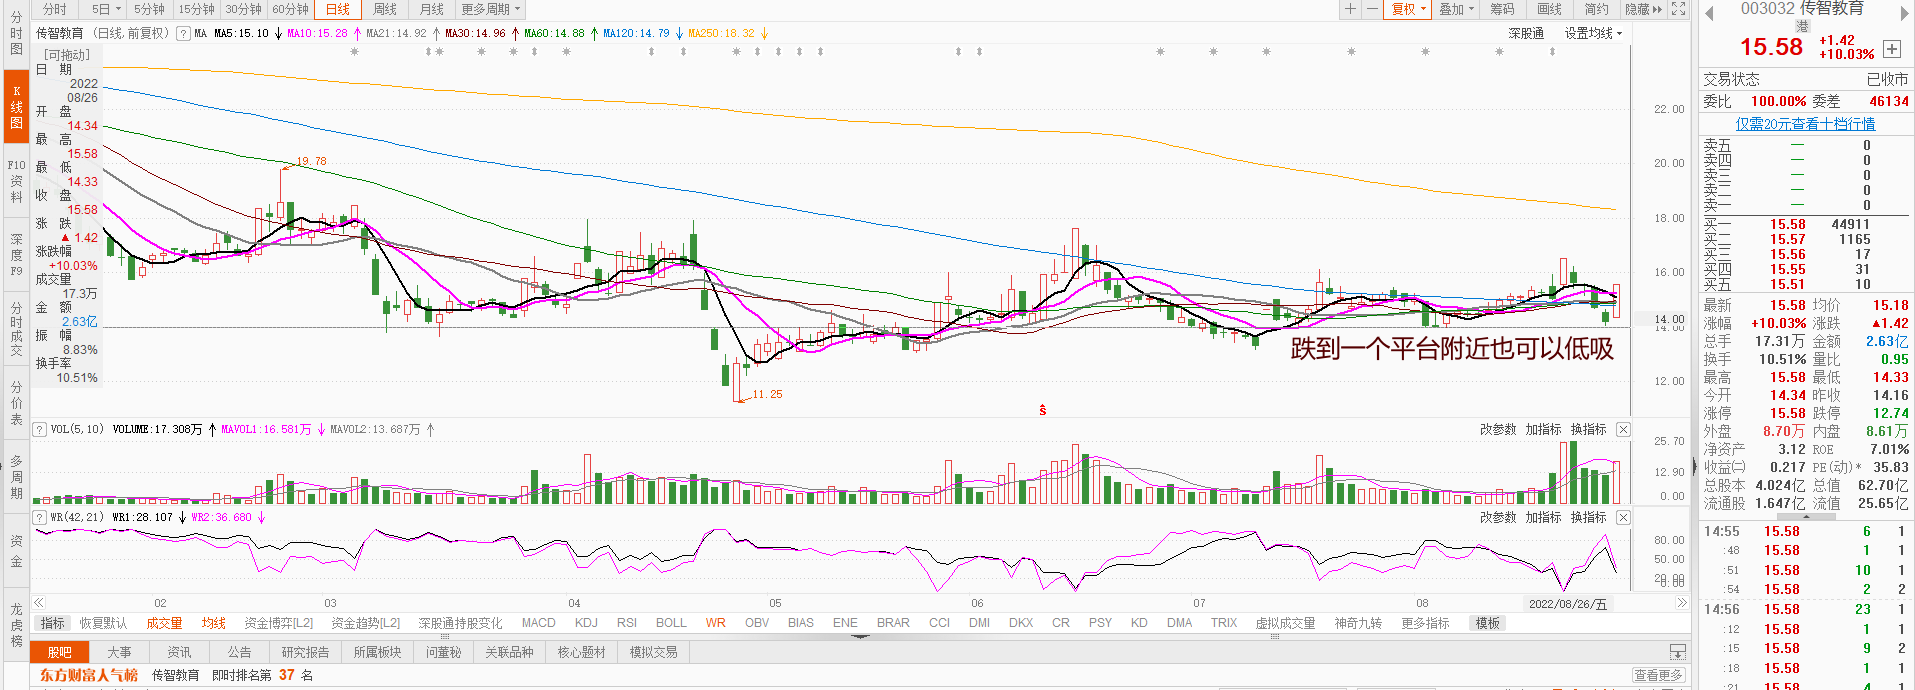 分时 5日 5分钟 15分钟 30分钟 60分钟 日线 周线 月线 更多周期 复权 叠加 筹码 画线 简约 隐藏
传智教育 (日线, 前复权) ? MA MA5:15.10 ↓ MA10:15.28 ↑ MA21:14.92 ↑ MA30:14.96 ↑ MA60:14.88 ↑ MA120:14.79 ↓ MA250:18.32 ↓ 深股通 设置均线
分时图
K线图
F10资料
深度F9
分时成交
分价表
多周期
资金
龙虎榜
[可拖动]
日 期
2022
08/26
开 盘
14.34
最 高
15.58
最 低
14.33
收 盘
15.58
涨 跌
▲ 1.42
涨跌幅
+10.03%
成交量
17.3万
金 额
2.63亿
振 幅
8.83%
换手率
10.51%
19.78
11.25
跌到一个平台附近也可以低吸
S
22.00
20.00
18.00
16.00
14.00
14.00
12.00
? VOL(5, 10) VOLUME:17.308万 ↑ MAVOL1:16.581万 ↓ MAVOL2:13.687万 ↑ 改参数 加指标 换指标
25.70
12.90
0.00
? WR(42, 21) WR1:28.107 ↓ WR2:36.680 ↓ 改参数 加指标 换指标
80.00
50.00
20.00
02 03 04 05 06 07 08 2022/08/26/五
指标 恢复默认 成交量 均线 资金博弈[L2] 资金趋势[L2] 深股通持股变化 MACD KDJ RSI BOLL WR OBV BIAS ENE BRAR CCI DMI DKX CR PSY KD DMA TRIX 虚拟成交量 神奇九转 更多指标 模板
股吧 大事 资讯 公告 研究报告 所属板块 问董秘 关联品种 核心题材 模拟交易
东方财富人气榜 传智教育 即时排名第 37 名 查看更多
003032 传智教育
港
15.58 +1.42
+10.03%
交易状态 已收市
委比 100.00% 委差 46134
仅需20元查看十档行情
卖五 — 0
卖四 — 0
卖三 — 0
卖二 — 0
卖一 — 0
买一 15.58 44911
买二 15.57 1165
买三 15.56 17
买四 15.55 31
买五 15.51 10
最新 15.58 均价 15.18
涨幅 +10.03% 涨跌 ▲1.42
总手 17.31万 金额 2.63亿
换手 10.51% 量比 0.95
最高 15.58 最低 14.33
今开 14.34 昨收 14.16
涨停 15.58 跌停 12.74
外盘 8.70万 内盘 8.61万
净资产 3.12 ROE 7.01%
收益㈡ 0.217 PE(动)* 35.83
总股本 4.024亿 总值 62.70亿
流通股 1.647亿 流值 25.65亿
14:55 15.58 6 1
:48 15.58 1 1
:51 15.58 10 1
:54 15.58 2 2
14:56 15.58 23 1
:12 15.58 1 1
:15 15.58 9 2
:18 15.58 1 1
:21 15.58 4 1